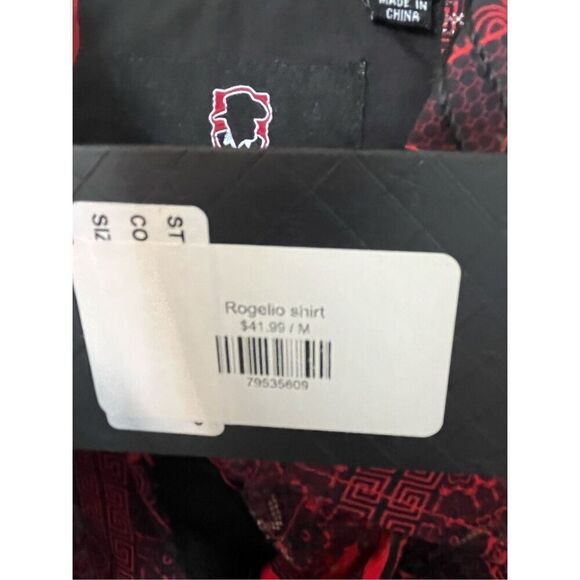 MADE IN
CHINA
ST
CO
SIZ
Rogelio shirt
$41.99 / M
79535609